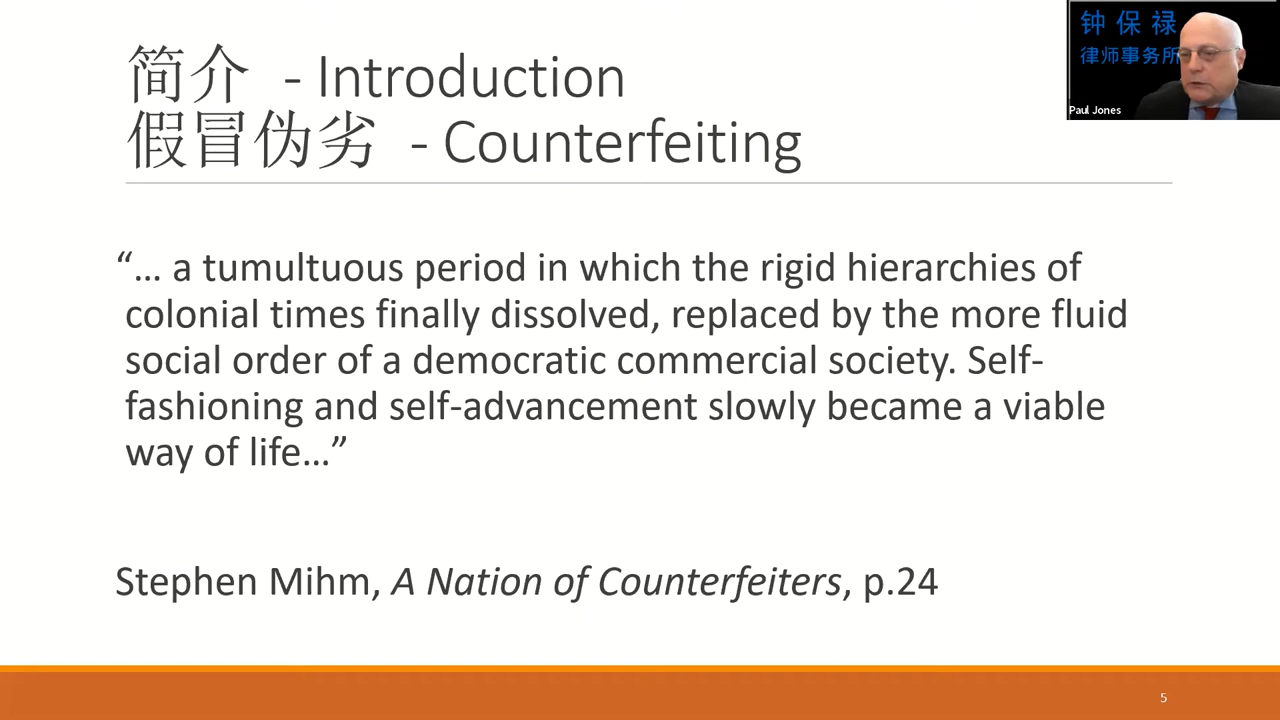 简介 - Introduction
假冒伪劣 - Counterfeiting
钟保禄
律师事务所
Paul Jones
“… a tumultuous period in which the rigid hierarchies of
colonial times finally dissolved, replaced by the more fluid
social order of a democratic commercial society. Self-
fashioning and self-advancement slowly became a viable
way of life…”
Stephen Mihm, A Nation of Counterfeiters, p.24
5